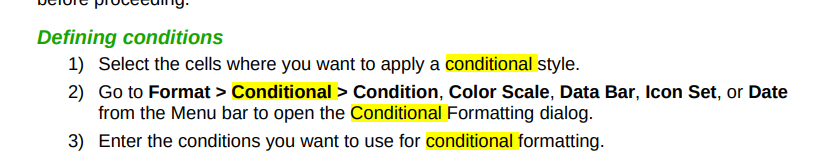 before proceeding.
Defining conditions
1) Select the cells where you want to apply a conditional style.
2) Go to Format > Conditional > Condition, Color Scale, Data Bar, Icon Set, or Date
from the Menu bar to open the Conditional Formatting dialog.
3) Enter the conditions you want to use for conditional formatting.